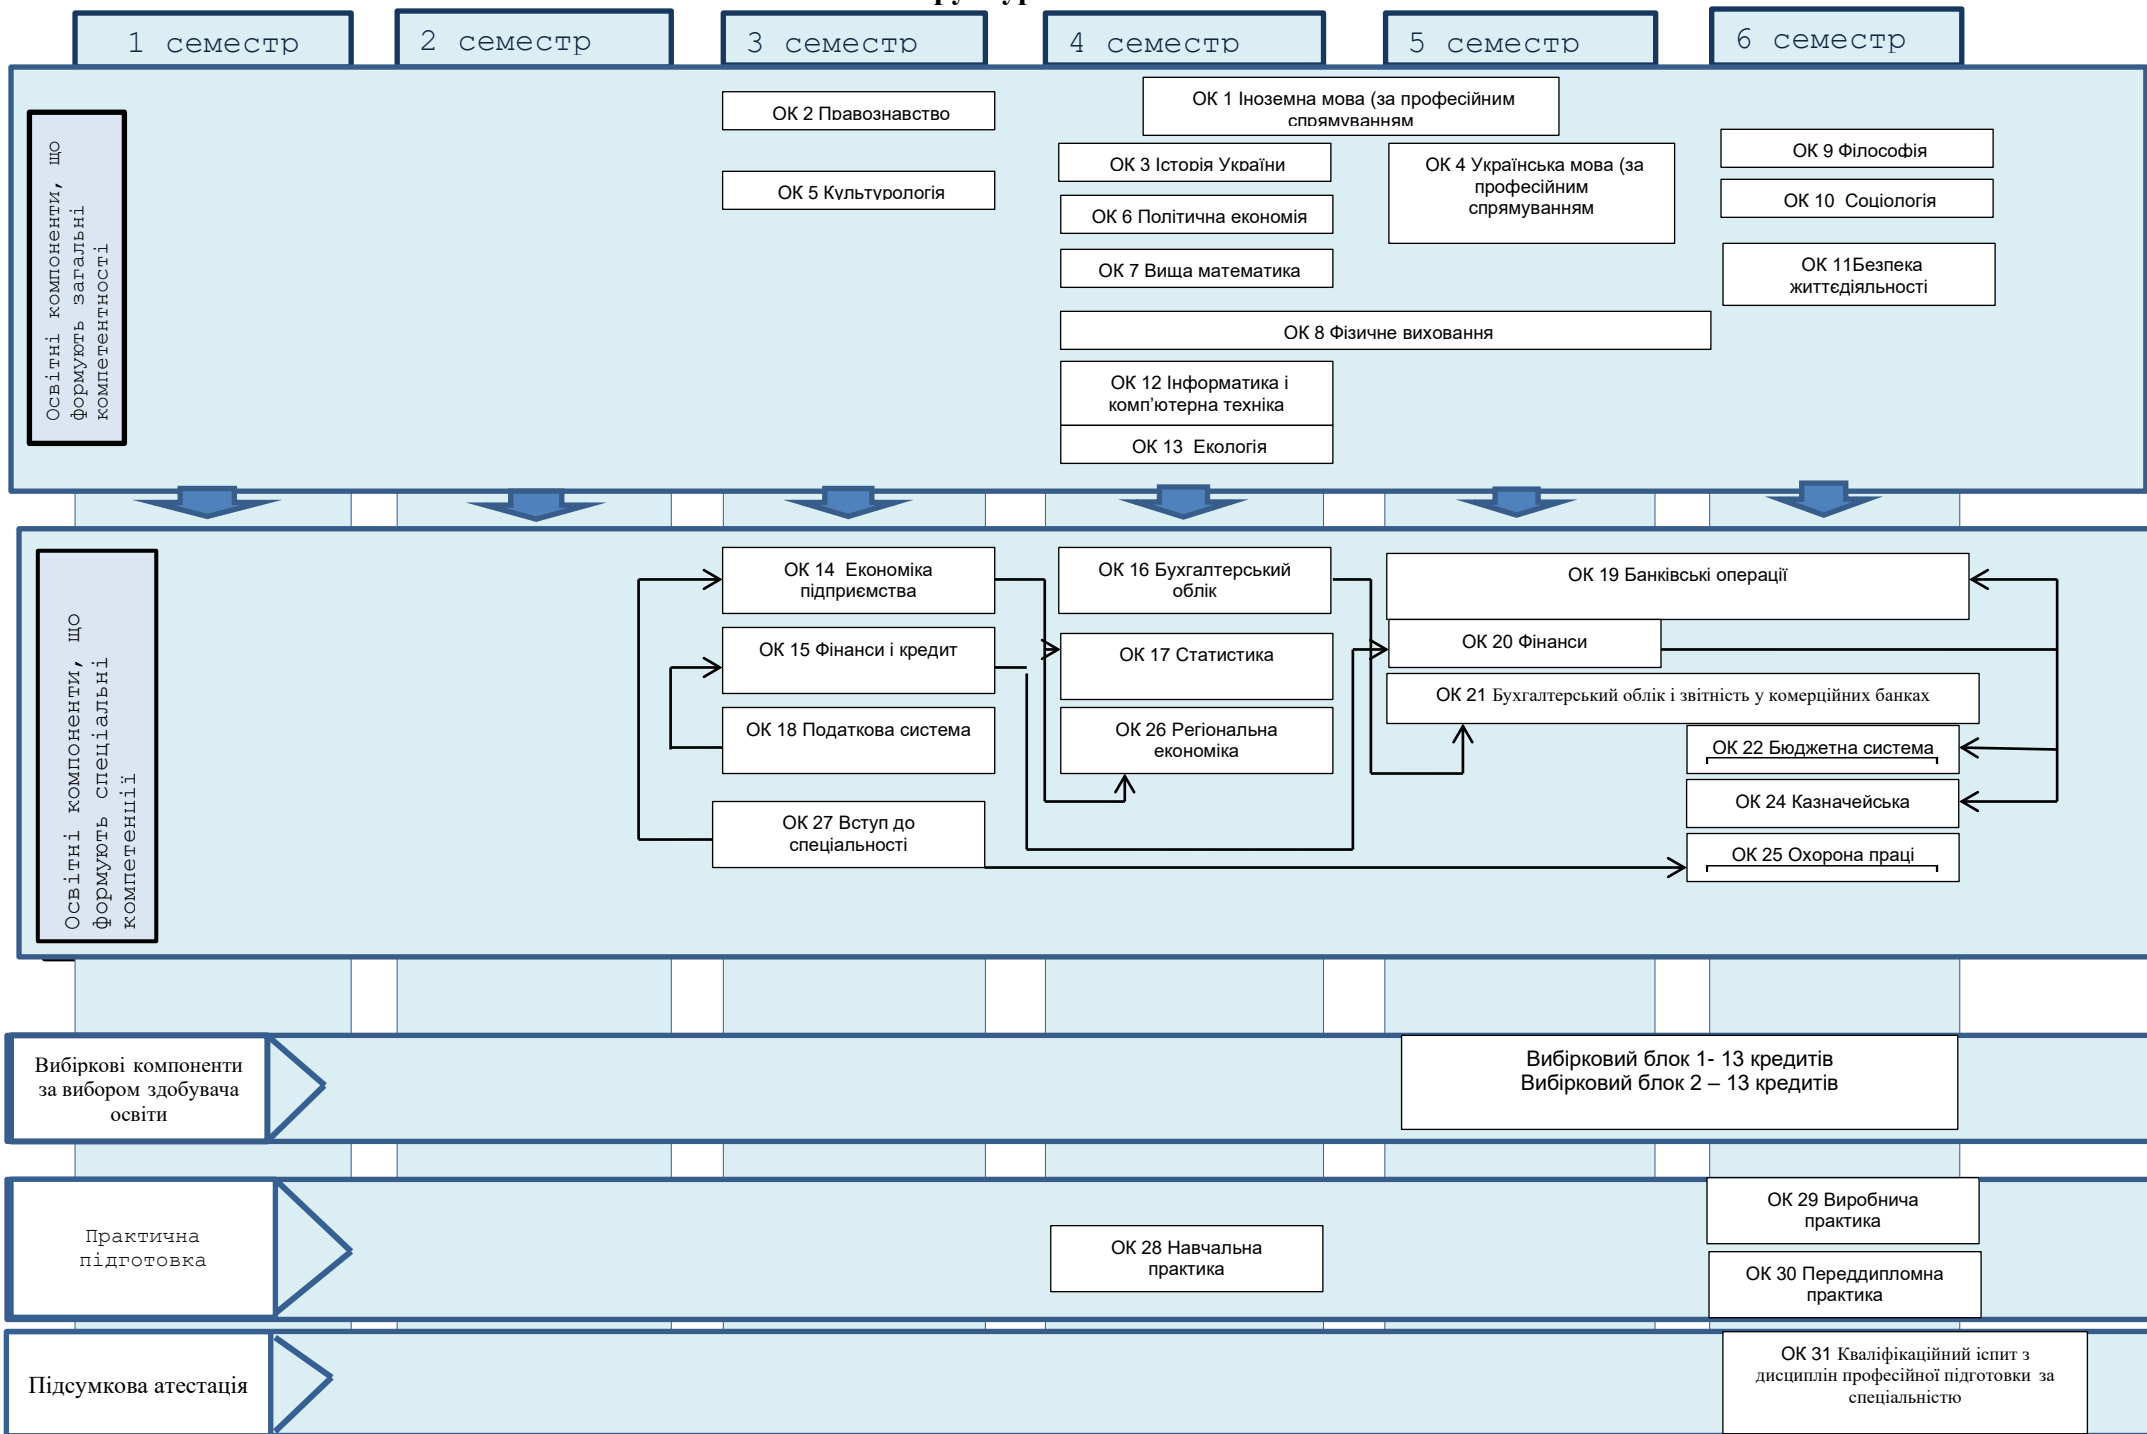 1 семестр
2 семестр
3 семестр
4 семестр
5 семестр
6 семестр
Освітні компоненти, що
формують загальні
компетентності
ОК 2 Правознавство
ОК 1 Іноземна мова (за професійним
спрямуванням
ОК 3 Історія України
ОК 4 Українська мова (за
професійним
спрямуванням
ОК 9 Філософія
ОК 5 Культурологія
ОК 10 Соціологія
ОК 6 Політична економія
ОК 7 Вища математика
ОК 11Безпека
життєдіяльності
ОК 8 Фізичне виховання
ОК 12 Інформатика і
комп’ютерна техніка
ОК 13 Екологія
Освітні компоненти, що
формують спеціальні
компетенції
ОК 14 Економіка
підприємства
ОК 16 Бухгалтерський
облік
ОК 19 Банківські операції
ОК 15 Фінанси і кредит
ОК 17 Статистика
ОК 20 Фінанси
ОК 21 Бухгалтерський облік і звітність у комерційних банках
ОК 18 Податкова система
ОК 26 Регіональна
економіка
ОК 22 Бюджетна система
ОК 24 Казначейська
ОК 27 Вступ до
спеціальності
ОК 25 Охорона праці
Вибіркові компоненти
за вибором здобувача
освіти
Вибірковий блок 1- 13 кредитів
Вибірковий блок 2 – 13 кредитів
Практична
підготовка
ОК 28 Навчальна
практика
ОК 29 Виробнича
практика
ОК 30 Переддипломна
практика
Підсумкова атестація
ОК 31 Кваліфікаційний іспит з
дисциплін професійної підготовки за
спеціальністю